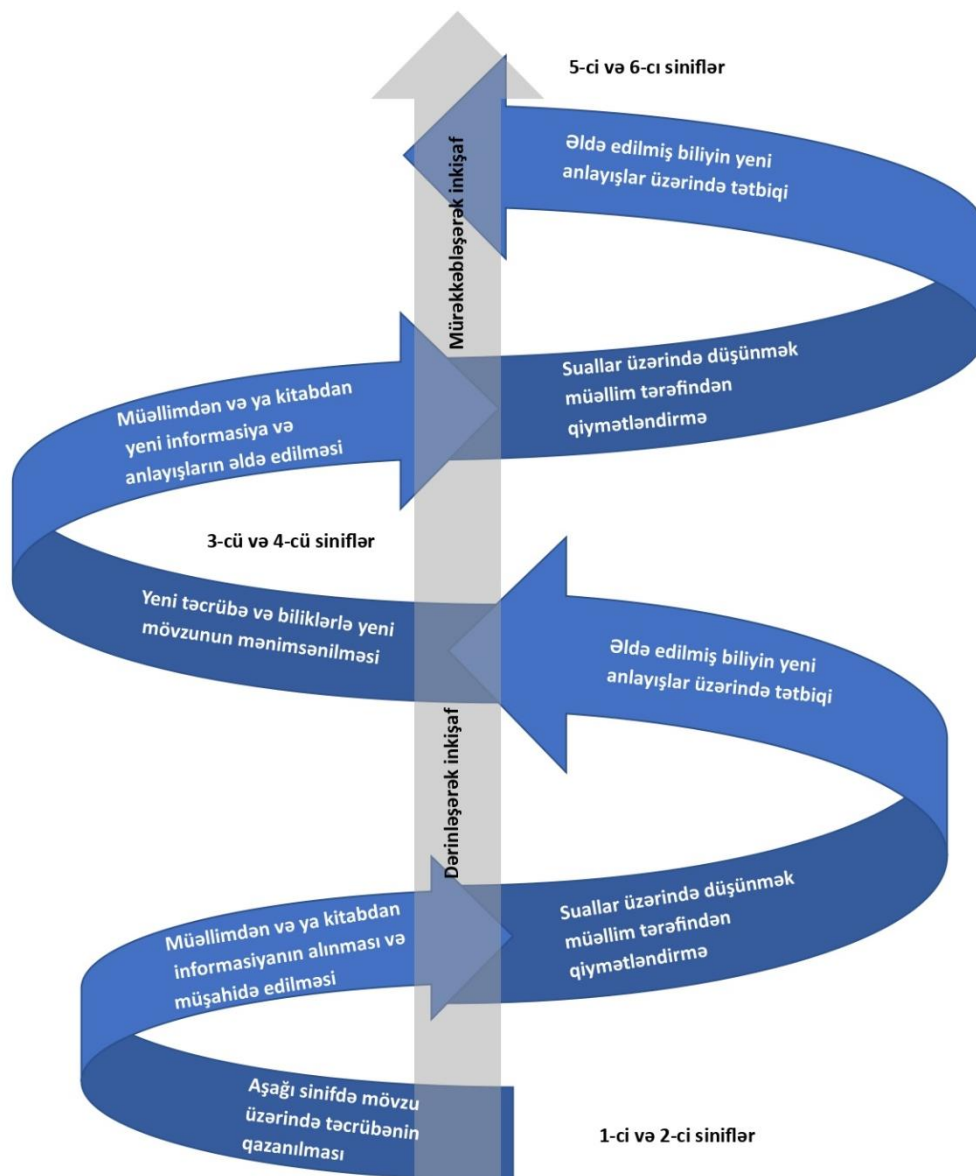 5-ci və 6-cı siniflər
Əldə edilmiş biliyin yeni
anlayışlar üzərində tətbiqi
Mürəkkəbləşərək inkişaf
Suallar üzərində düşünmək
müəllim tərəfindən
qiymətləndirmə
Müəllimdən və ya kitabdan
yeni informasiya və
anlayışların əldə edilməsi
3-cü və 4-cü siniflər
Yeni təcrübə və biliklərlə yeni
mövzunun mənimsənilməsi
Əldə edilmiş biliyin yeni
anlayışlar üzərində tətbiqi
Dərinləşərək inkişaf
Suallar üzərində düşünmək
müəllim tərəfindən
qiymətləndirmə
Müəllimdən və ya kitabdan
informasiyanın alınması və
müşahidə edilməsi
Aşağı sinifdə mövzu
üzərində təcrübənin
qazanılması
1-ci və 2-ci siniflər